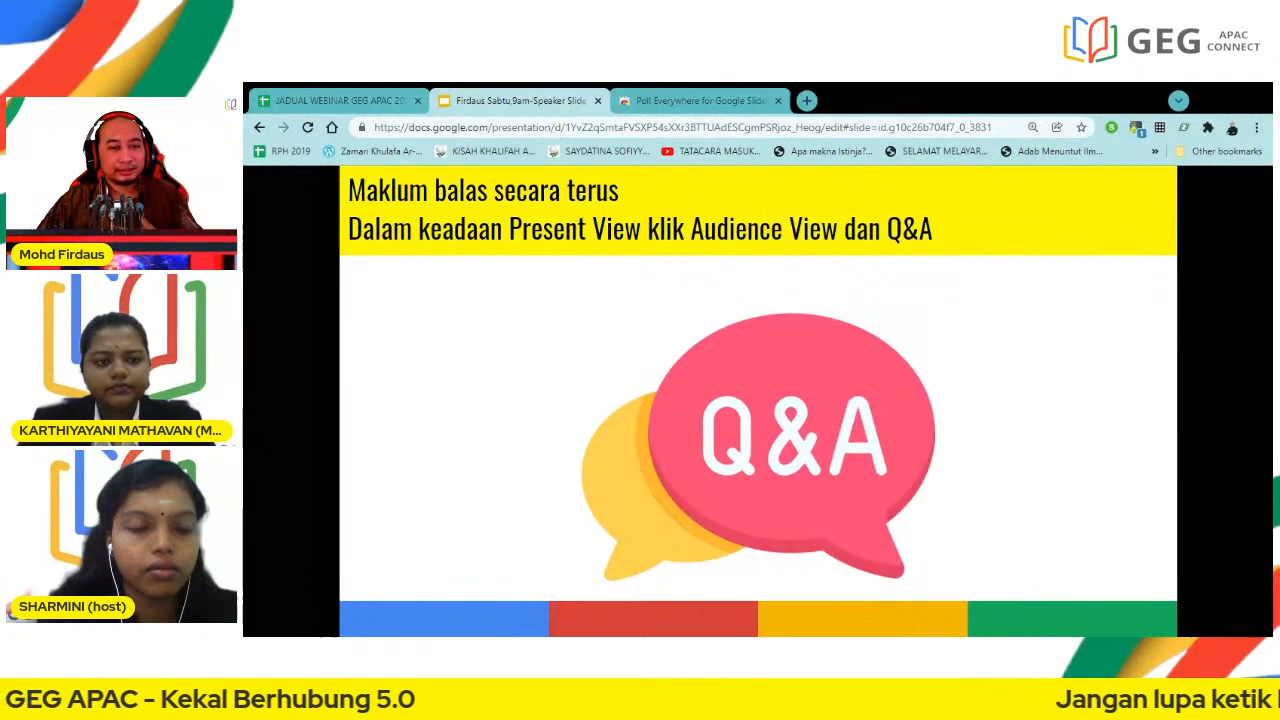 GEG APAC CONNECT
JADUAL WEBINAR GEG APAC 20
Firdaus Sabtu,9am-Speaker Slide
Poll Everywhere for Google Slide
https://docs.google.com/presentation/d/1YvZ2qSmtaFVSXP54sXXr3BTTUAdESCgmPSRjoz_Heog/edit#slide=id.g10c26b704f7_0_3831
RPH 2019
Zaman Khulafa Ar-...
KISAH KHALIFAH A...
SAYDATINA SOFIYY...
TATACARA MASUK...
Apa makna Istinja?...
SELAMAT MELAYAR...
Adab Menuntut Ilm...
»
Other bookmarks
Maklum balas secara terus
Dalam keadaan Present View klik Audience View dan Q&A
Q&A
Mohd Firdaus
KARTHIYAYANI MATHAVAN (M...
SHARMINI (host)
GEG APAC - Kekal Berhubung 5.0
Jangan lupa ketik